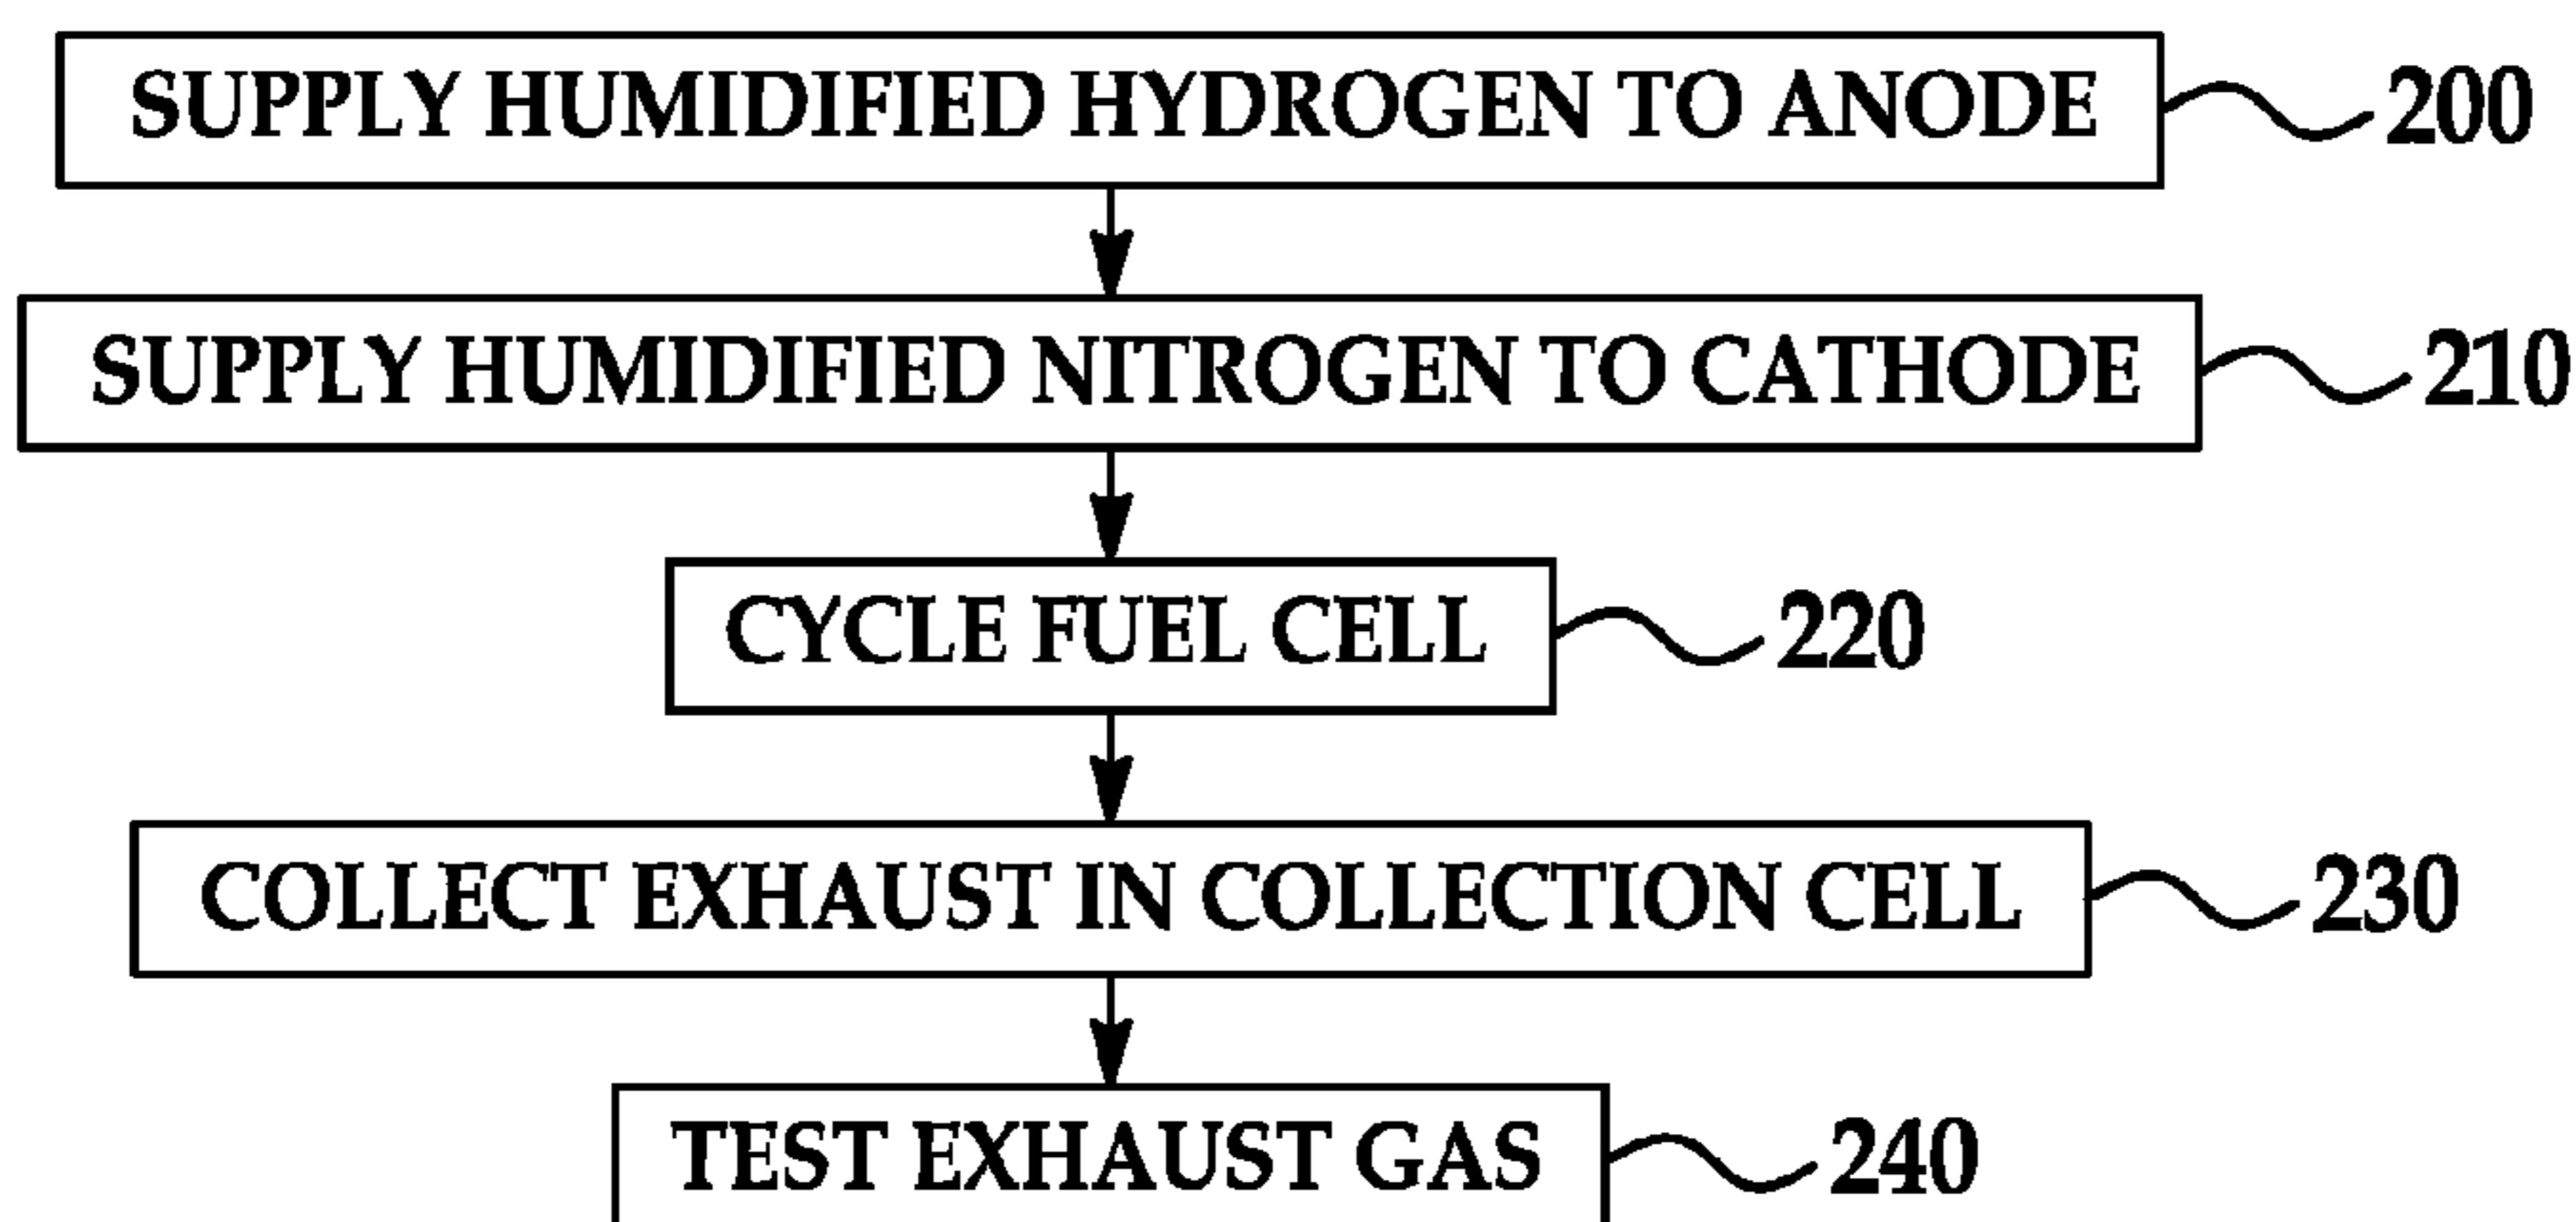 SUPPLY HUMIDIFIED HYDROGEN TO ANODE 200
SUPPLY HUMIDIFIED NITROGEN TO CATHODE 210
CYCLE FUEL CELL 220
COLLECT EXHAUST IN COLLECTION CELL 230
TEST EXHAUST GAS 240